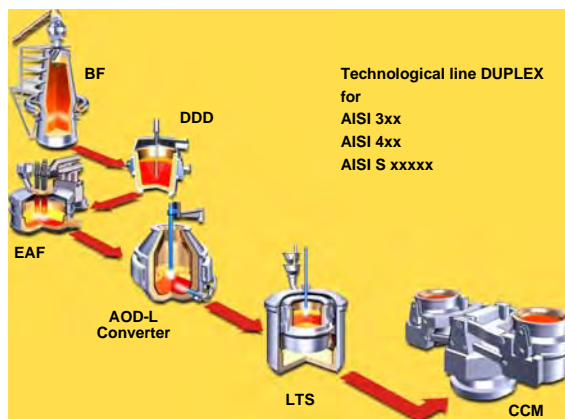 BF
Technological line DUPLEX
for
AISI 3xx
AISI 4xx
AISI S xxxxx
DDD
EAF
AOD-L
Converter
LTS
CCM